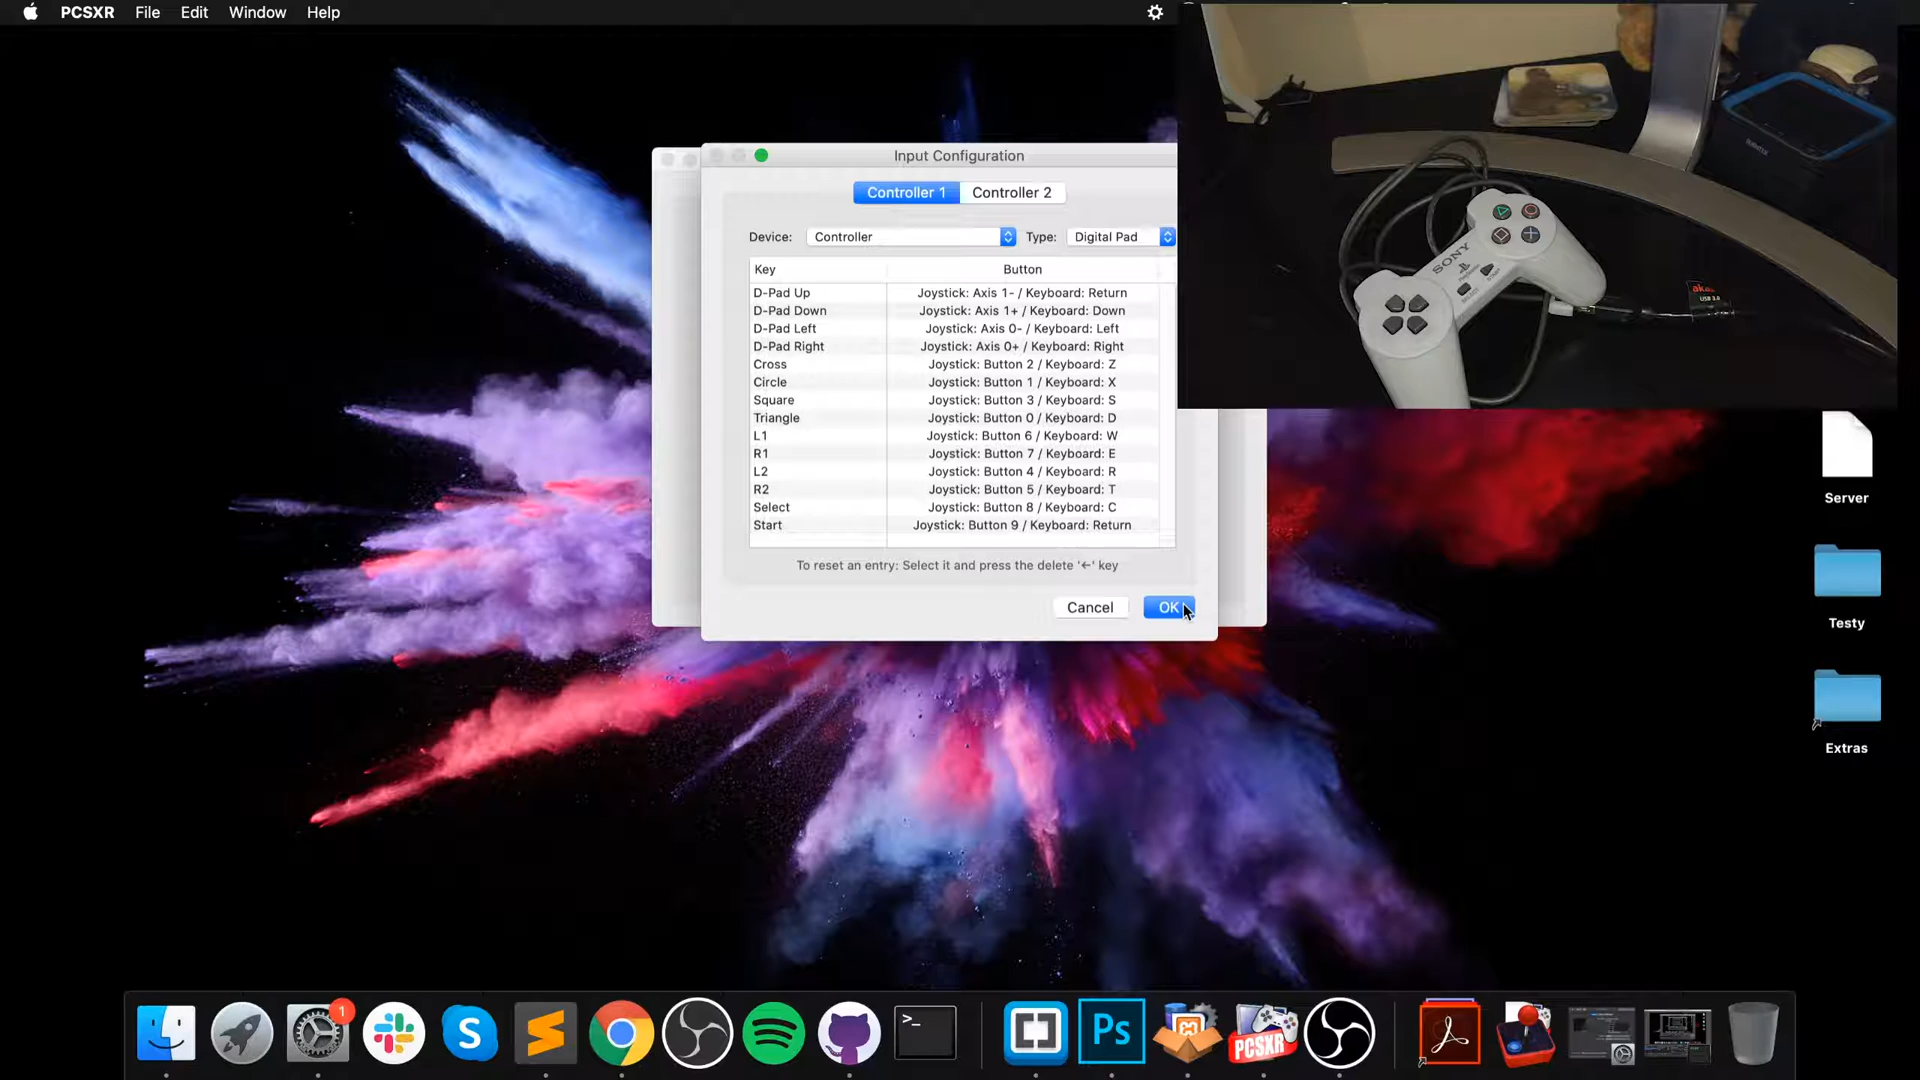 PCSXR File Edit Window Help
Input Configuration
Controller 1 Controller 2
Device: Controller Type: Digital Pad
Key Button
D-Pad Up Joystick: Axis 1- / Keyboard: Return
D-Pad Down Joystick: Axis 1+ / Keyboard: Down
D-Pad Left Joystick: Axis 0- / Keyboard: Left
D-Pad Right Joystick: Axis 0+ / Keyboard: Right
Cross Joystick: Button 2 / Keyboard: Z
Circle Joystick: Button 1 / Keyboard: X
Square Joystick: Button 3 / Keyboard: S
Triangle Joystick: Button 0 / Keyboard: D
L1 Joystick: Button 6 / Keyboard: W
R1 Joystick: Button 7 / Keyboard: E
L2 Joystick: Button 4 / Keyboard: R
R2 Joystick: Button 5 / Keyboard: T
Select Joystick: Button 8 / Keyboard: C
Start Joystick: Button 9 / Keyboard: Return
To reset an entry: Select it and press the delete '←' key
Cancel OK
SONY
USB 3.0
Server
Testy
Extras
1
S
>_
Ps
PCSXR